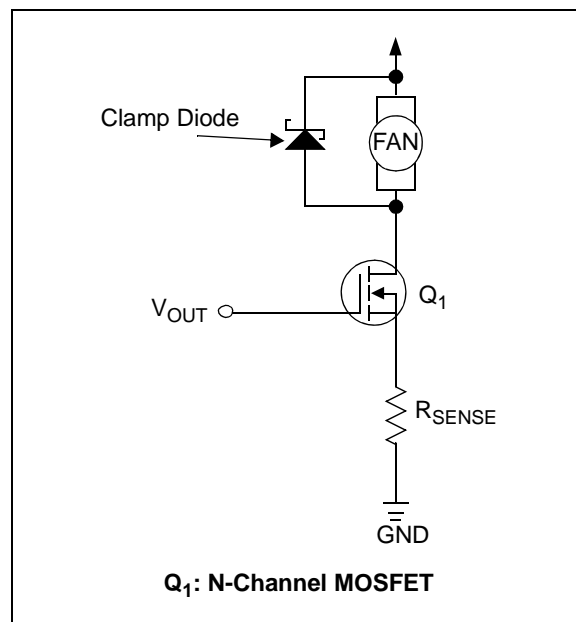 Clamp Diode
FAN
Q1
VOUT
RSENSE
GND
Q1: N-Channel MOSFET